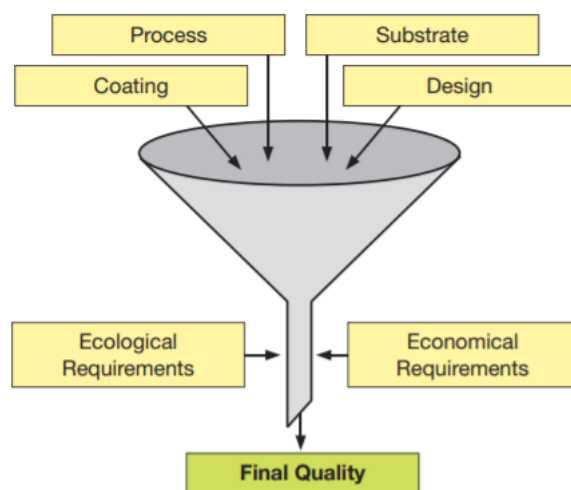 Process
Substrate
Coating
Design
Ecological
Requirements
Economical
Requirements
Final Quality